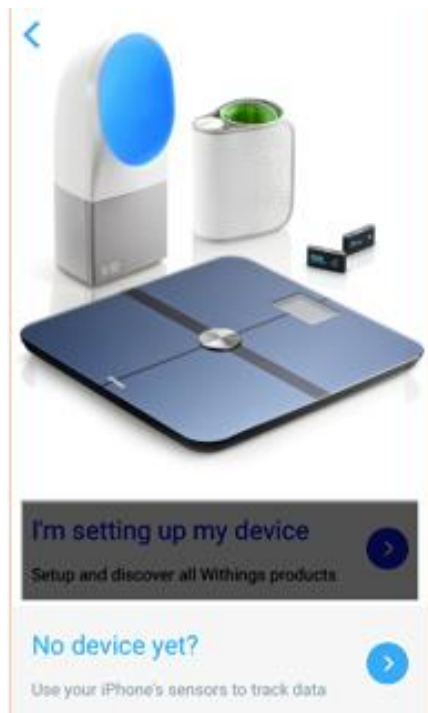 I'm setting up my device
Setup and discover all Withings products.
No device yet?
Use your iPhone's sensors to track data